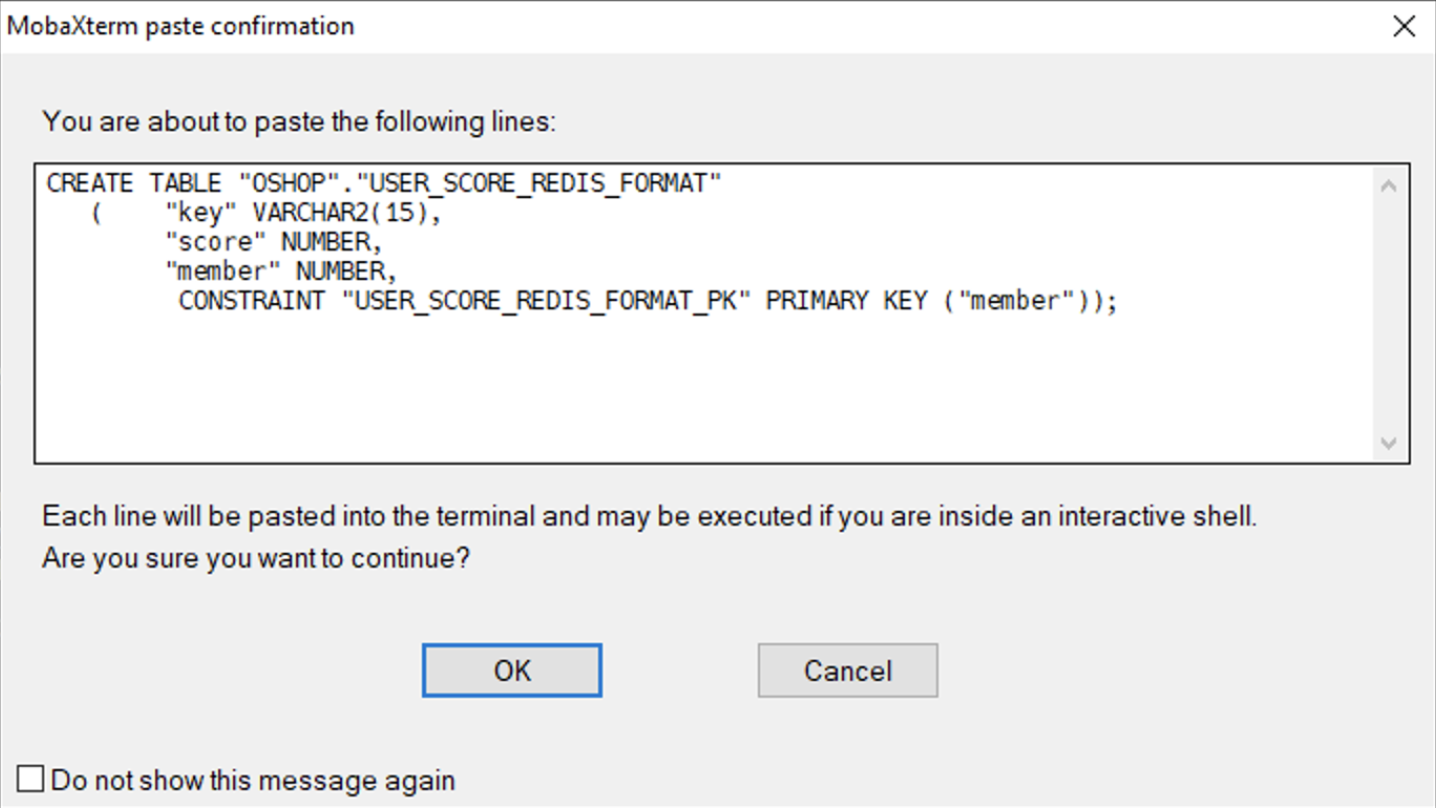 MobaXterm paste confirmation
You are about to paste the following lines:
CREATE TABLE "OSHOP"."USER_SCORE_REDIS_FORMAT"
   (    "key" VARCHAR2(15),
        "score" NUMBER,
        "member" NUMBER,
         CONSTRAINT "USER_SCORE_REDIS_FORMAT_PK" PRIMARY KEY ("member"));
Each line will be pasted into the terminal and may be executed if you are inside an interactive shell.
Are you sure you want to continue?
OK
Cancel
Do not show this message again